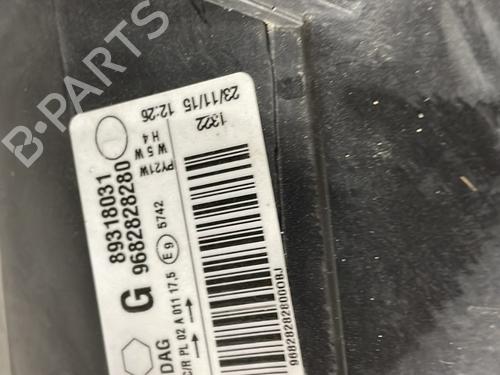 B-PARTS
23/11/15 12:26
1322
H4
W5W
PY21W
89318031
9682828280
E9 5742
G
C/R PL 02 A 011 17,5
DAG